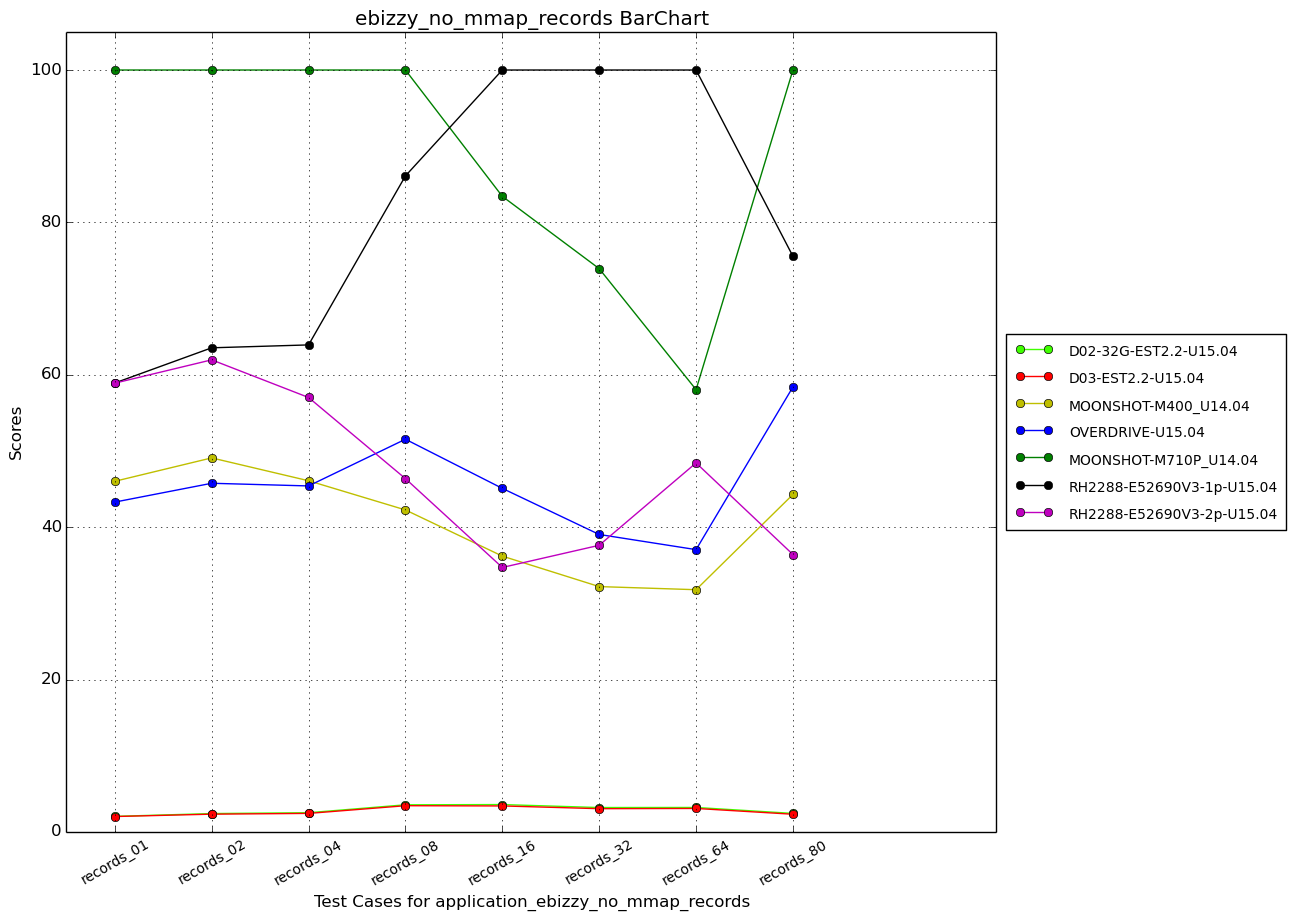 ebizzy_no_mmap_records BarChart
100
80
60
40
20
0
Scores
records_01
records_02
records_04
records_08
records_16
records_32
records_64
records_80
Test Cases for application_ebizzy_no_mmap_records
D02-32G-EST2.2-U15.04
D03-EST2.2-U15.04
MOONSHOT-M400_U14.04
OVERDRIVE-U15.04
MOONSHOT-M710P_U14.04
RH2288-E52690V3-1p-U15.04
RH2288-E52690V3-2p-U15.04